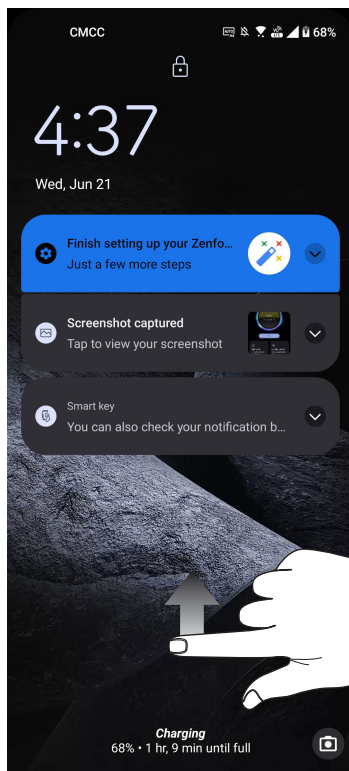 CMCC
68%
4:37
Wed, Jun 21
Finish setting up your Zenfo...
Just a few more steps
Screenshot captured
Tap to view your screenshot
Smart key
You can also check your notification b...
Charging
68% • 1 hr, 9 min until full